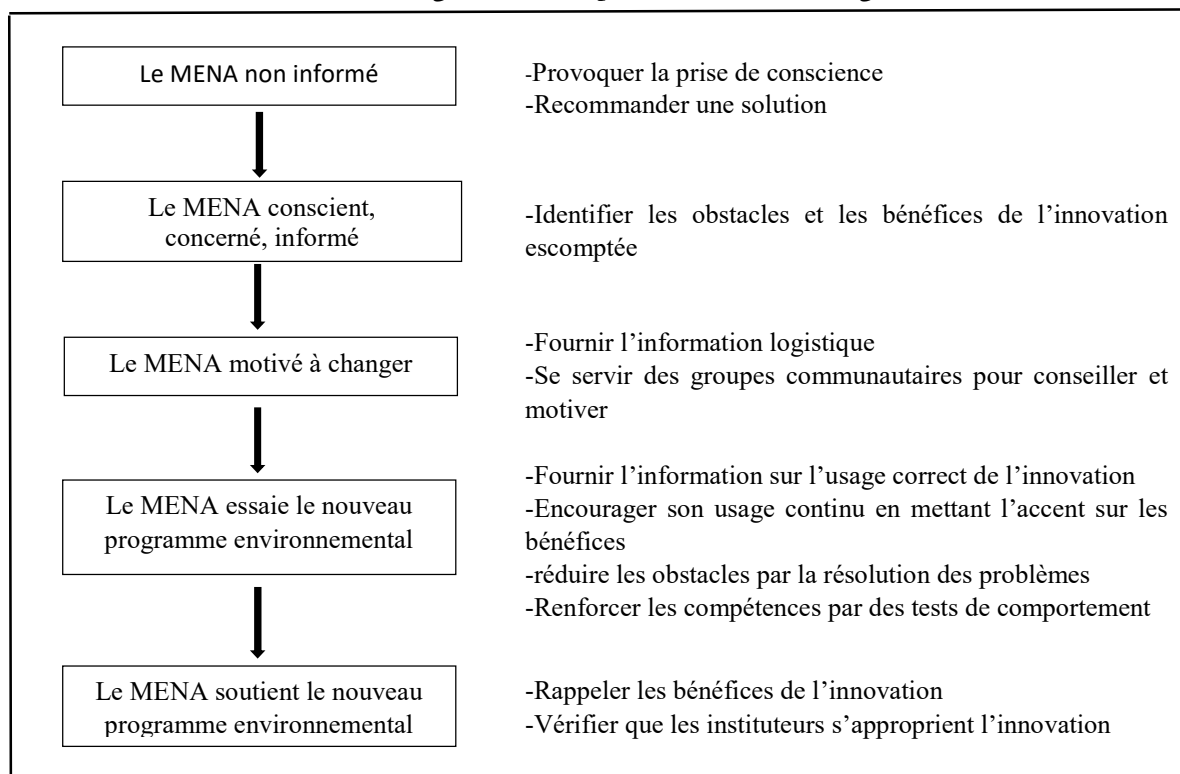 Le MENA non informé
-Provoquer la prise de conscience
-Recommander une solution
Le MENA conscient,
concerné, informé
-Identifier les obstacles et les bénéfices de l’innovation
escomptée
Le MENA motivé à changer
-Fournir l’information logistique
-Se servir des groupes communautaires pour conseiller et
motiver
Le MENA essaie le nouveau
programme environnemental
-Fournir l’information sur l’usage correct de l’innovation
-Encourager son usage continu en mettant l’accent sur les
bénéfices
-réduire les obstacles par la résolution des problèmes
-Renforcer les compétences par des tests de comportement
Le MENA soutient le nouveau
programme environnemental
-Rappeler les bénéfices de l’innovation
-Vérifier que les instituteurs s’approprient l’innovation